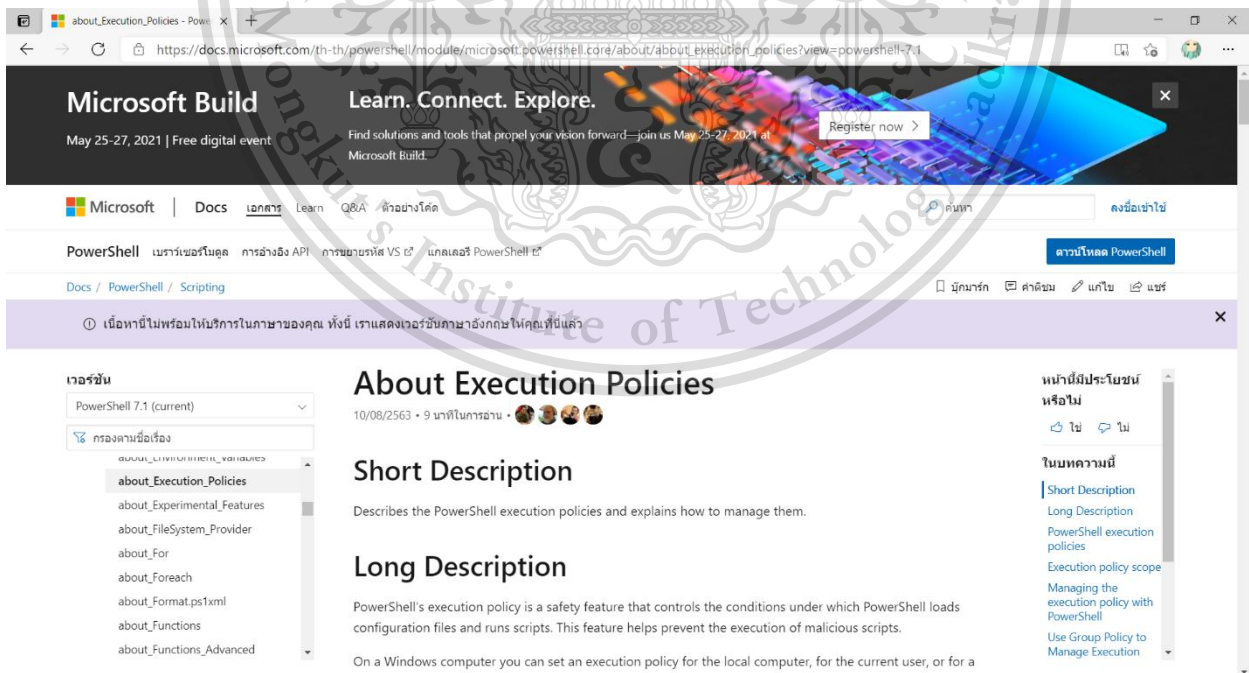 about_Execution_Policies - Powe
https://docs.microsoft.com/th-th/powershell/module/microsoft.powershell.core/about/about_execution_policies?view=powershell-7.1
Microsoft Build
May 25-27, 2021 | Free digital event
Learn. Connect. Explore.
Find solutions and tools that propel your vision forward—join us May 25-27, 2021 at
Microsoft Build.
Register now >
Microsoft | Docs เอกสาร Learn Q&A ตัวอย่างโค้ด
ค้นหา
ลงชื่อเข้าใช้
PowerShell เบราว์เซอร์โมดูล การอ้างอิง API การขยายรหัส VS แกลเลอรี PowerShell
ดาวน์โหลด PowerShell
Docs / PowerShell / Scripting
บุ๊กมาร์ก คำติชม แก้ไข แชร์
เนื้อหานี้ไม่พร้อมให้บริการในภาษาของคุณ ทั้งนี้ เราแสดงเวอร์ชันภาษาอังกฤษให้คุณที่นี่แล้ว
เวอร์ชัน
PowerShell 7.1 (current)
กรองตามชื่อเรื่อง
about_Environment_Variables
about_Execution_Policies
about_Experimental_Features
about_FileSystem_Provider
about_For
about_Foreach
about_Format.ps1xml
about_Functions
about_Functions_Advanced
About Execution Policies
10/08/2563 • 9 นาทีในการอ่าน •
Short Description
Describes the PowerShell execution policies and explains how to manage them.
Long Description
PowerShell's execution policy is a safety feature that controls the conditions under which PowerShell loads
configuration files and runs scripts. This feature helps prevent the execution of malicious scripts.
On a Windows computer you can set an execution policy for the local computer, for the current user, or for a
หน้านี้มีประโยชน์
หรือไม่
ใช่ ไม่
ในบทความนี้
Short Description
Long Description
PowerShell execution
policies
Execution policy scope
Managing the
execution policy with
PowerShell
Use Group Policy to
Manage Execution
Mongkut's Institute of Technology